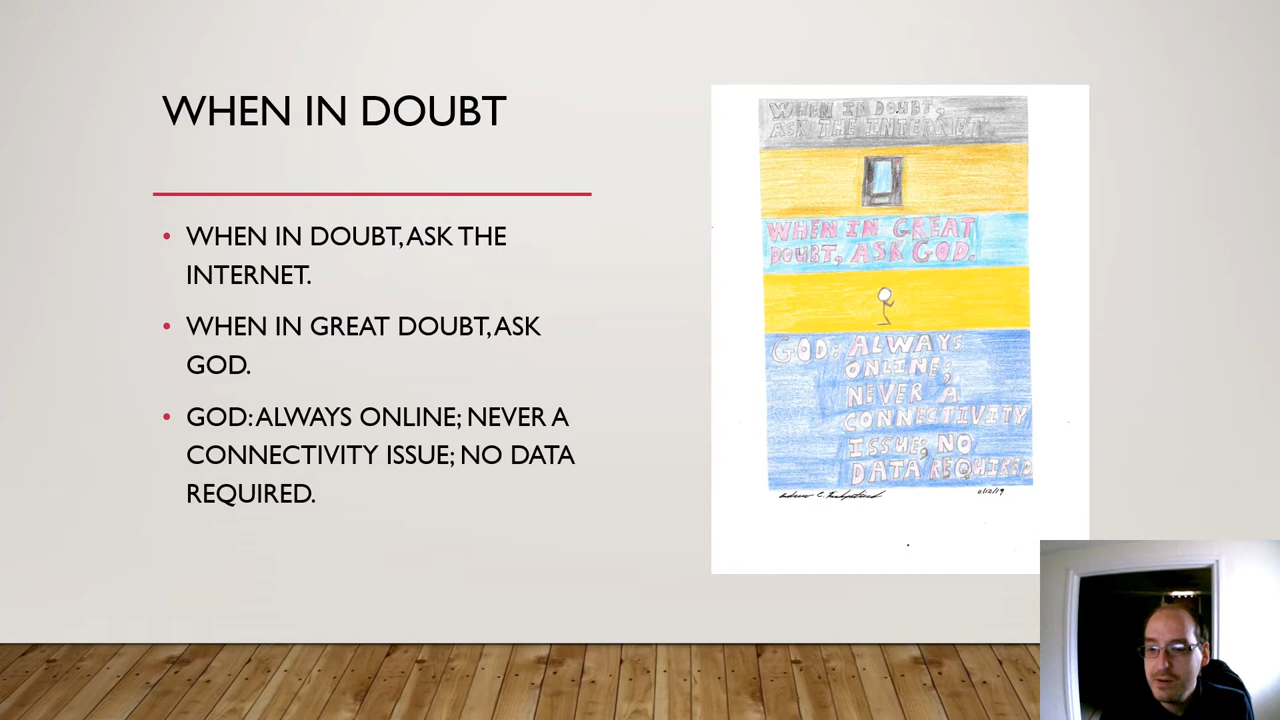 WHEN IN DOUBT
• WHEN IN DOUBT, ASK THE
INTERNET.
• WHEN IN GREAT DOUBT, ASK
GOD.
• GOD: ALWAYS ONLINE; NEVER A
CONNECTIVITY ISSUE; NO DATA
REQUIRED.
WHEN IN DOUBT,
ASK THE INTERNET.
WHEN IN GREAT
DOUBT, ASK GOD.
GOD: ALWAYS
ONLINE;
NEVER A
CONNECTIVITY
ISSUE; NO
DATA REQUIRED